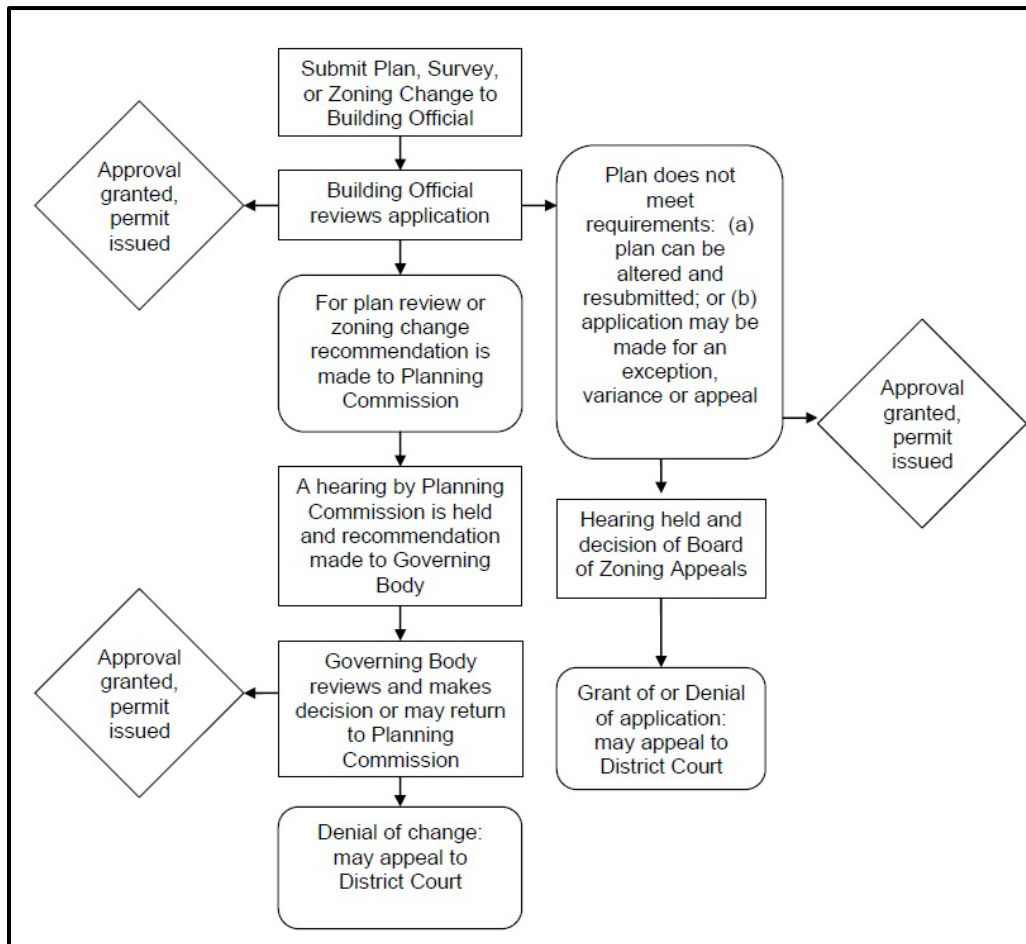 Submit Plan, Survey,
or Zoning Change to
Building Official
Approval
granted,
permit
issued
Building Official
reviews application
Plan does not
meet
requirements: (a)
plan can be
altered and
resubmitted; or (b)
application may be
made for an
exception,
variance or appeal
For plan review or
zoning change
recommendation is
made to Planning
Commission
Approval
granted,
permit
issued
A hearing by Planning
Commission is held
and recommendation
made to Governing
Body
Hearing held and
decision of Board
of Zoning Appeals
Approval
granted,
permit
issued
Governing Body
reviews and makes
decision or may return
to Planning
Commission
Grant of or Denial
of application:
may appeal to
District Court
Denial of change:
may appeal to
District Court